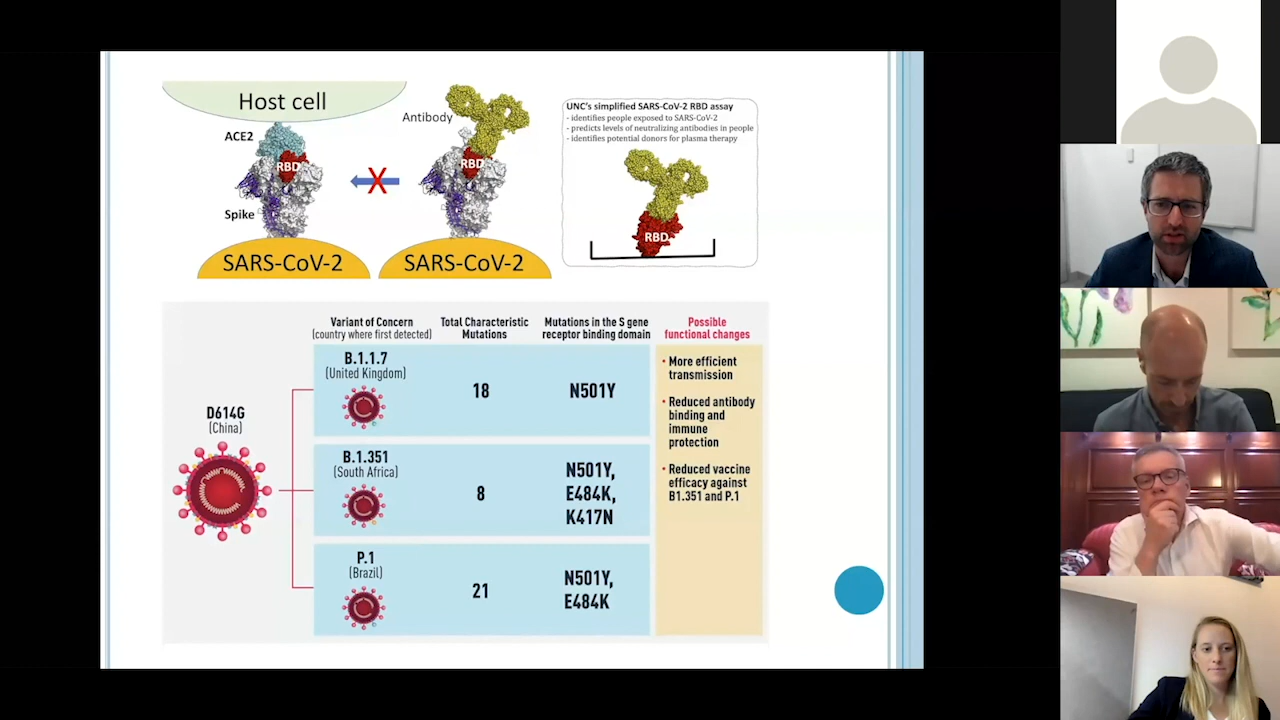 Host cell
ACE2
RBD
Spike
SARS-CoV-2
X
Antibody
RBD
SARS-CoV-2
UNC's simplified SARS-CoV-2 RBD assay
- identifies people exposed to SARS-CoV-2
- predicts levels of neutralizing antibodies in people
- identifies potential donors for plasma therapy
RBD
Variant of Concern
(country where first detected)
Total Characteristic
Mutations
Mutations in the S gene
receptor binding domain
Possible
functional changes
D614G
(China)
B.1.1.7
(United Kingdom)
18
N501Y
B.1.351
(South Africa)
8
N501Y,
E484K,
K417N
P.1
(Brazil)
21
N501Y,
E484K
• More efficient
transmission
• Reduced antibody
binding and
immune
protection
• Reduced vaccine
efficacy against
B1.351 and P.1